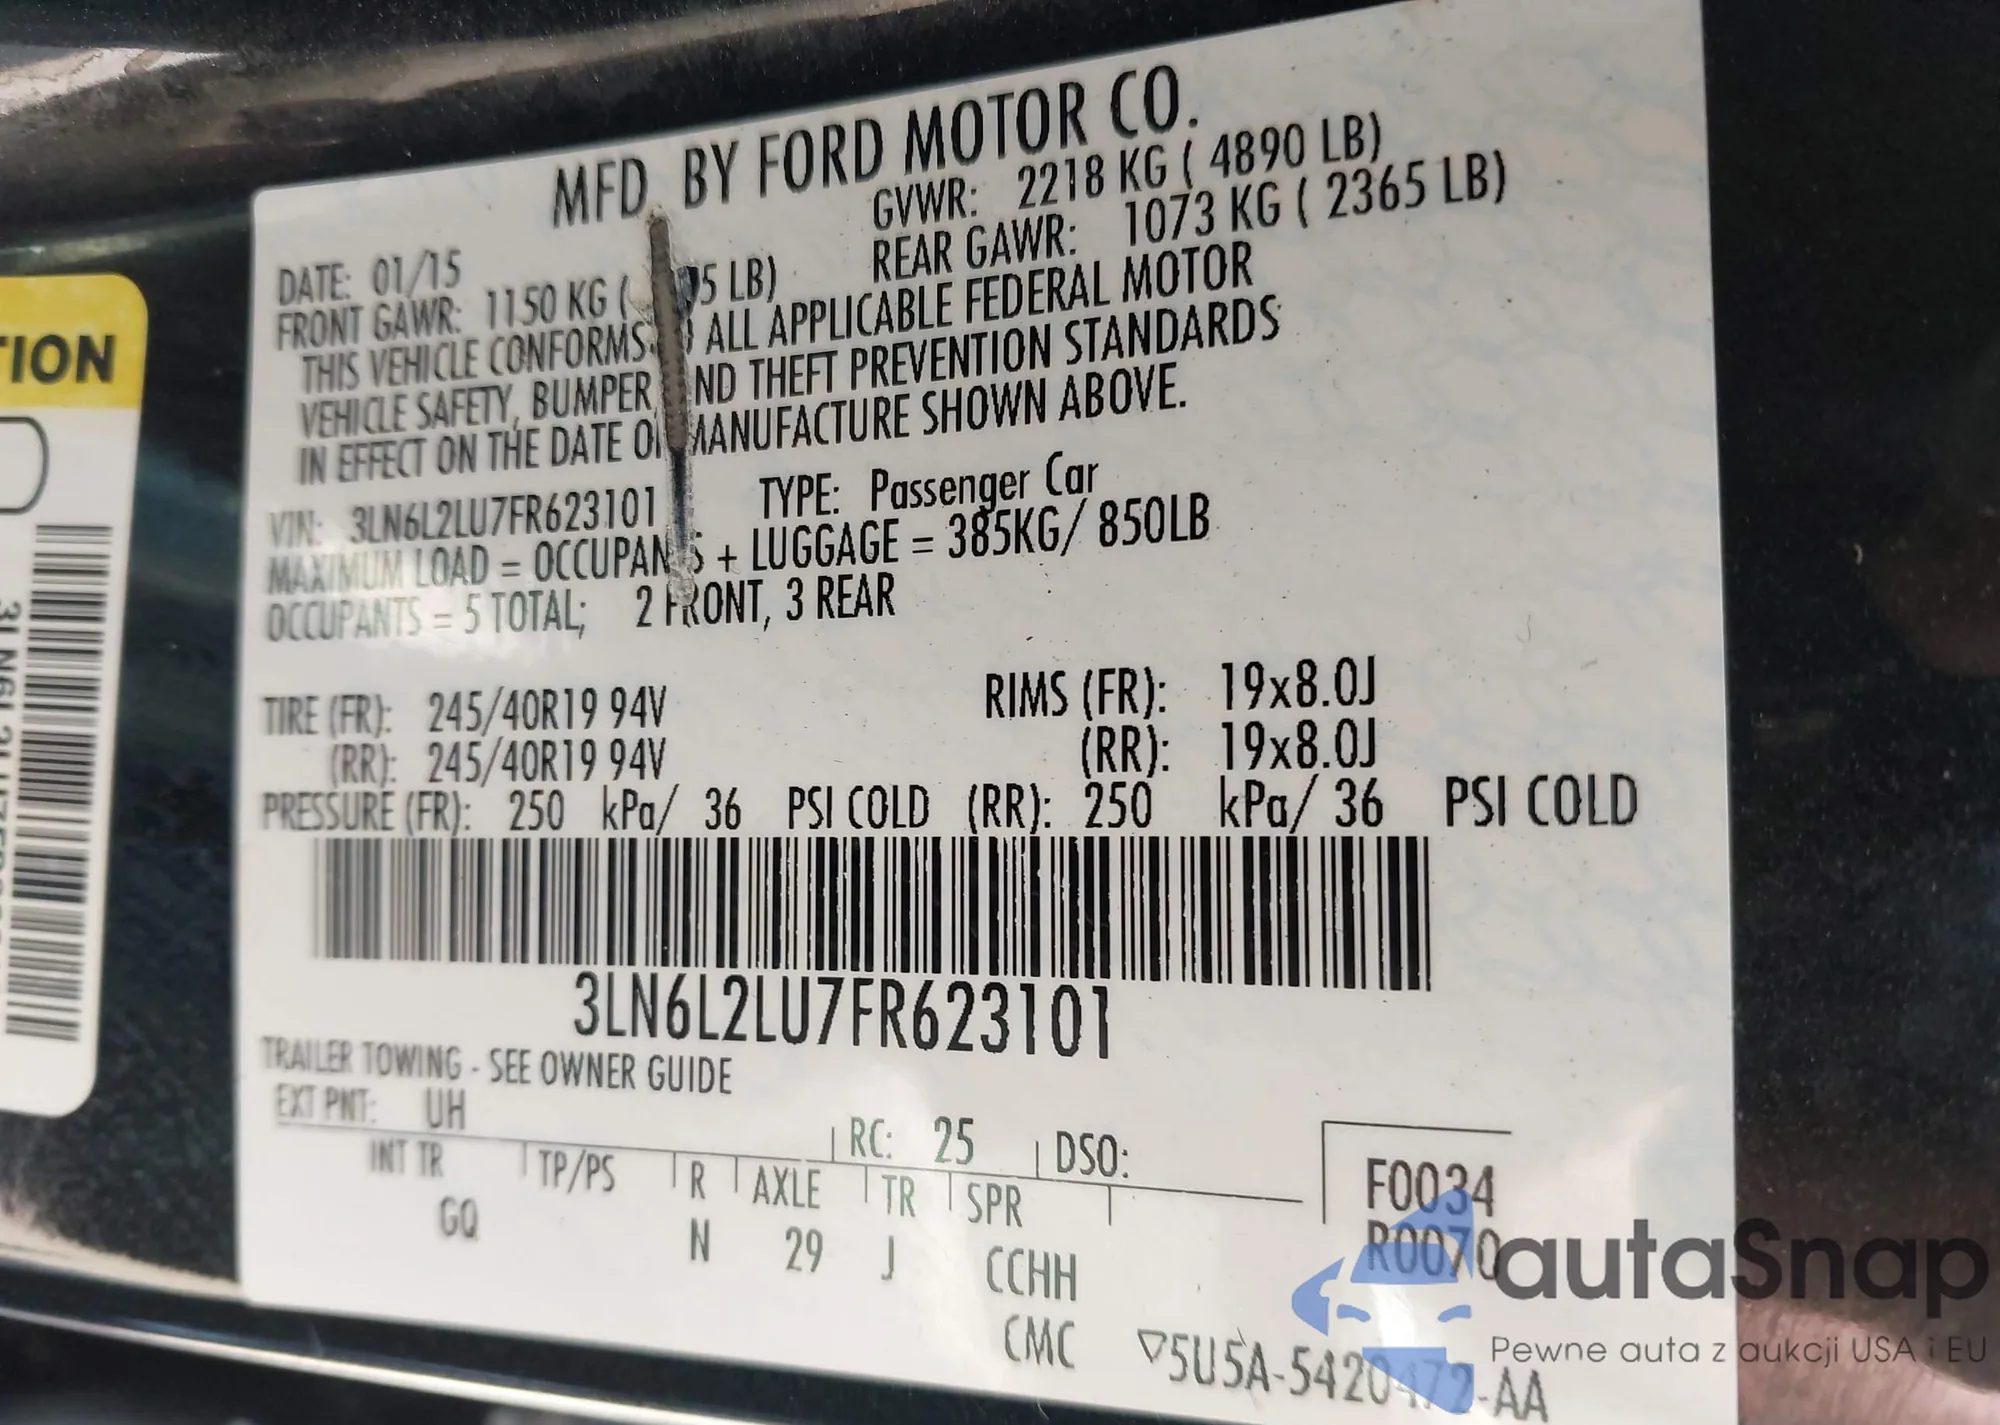 MFD. BY FORD MOTOR CO.
DATE: 01/15 GVWR: 2218 KG ( 4890 LB)
FRONT GAWR: 1150 KG ( 5 LB) REAR GAWR: 1073 KG ( 2365 LB)
THIS VEHICLE CONFORMS ALL APPLICABLE FEDERAL MOTOR
VEHICLE SAFETY, BUMPER, AND THEFT PREVENTION STANDARDS
IN EFFECT ON THE DATE OF MANUFACTURE SHOWN ABOVE.
VIN: 3LN6L2LU7FR623101 TYPE: Passenger Car
MAXIMUM LOAD = OCCUPANTS + LUGGAGE = 385KG/ 850LB
OCCUPANTS = 5 TOTAL; 2 FRONT, 3 REAR
TIRE (FR): 245/40R19 94V RIMS (FR): 19x8.0J
(RR): 245/40R19 94V (RR): 19x8.0J
PRESSURE (FR): 250 kPa/ 36 PSI COLD (RR): 250 kPa/ 36 PSI COLD
3LN6L2LU7FR623101
TRAILER TOWING - SEE OWNER GUIDE
EXT PNT: UH RC: 25 DSO:
INT TR TP/PS R AXLE TR SPR F0034
GQ N 29 J CCHH R0070
CMC ▽5U5A-5420472-AA
TION
autaSnap
Pewne auta z aukcji USA i EU